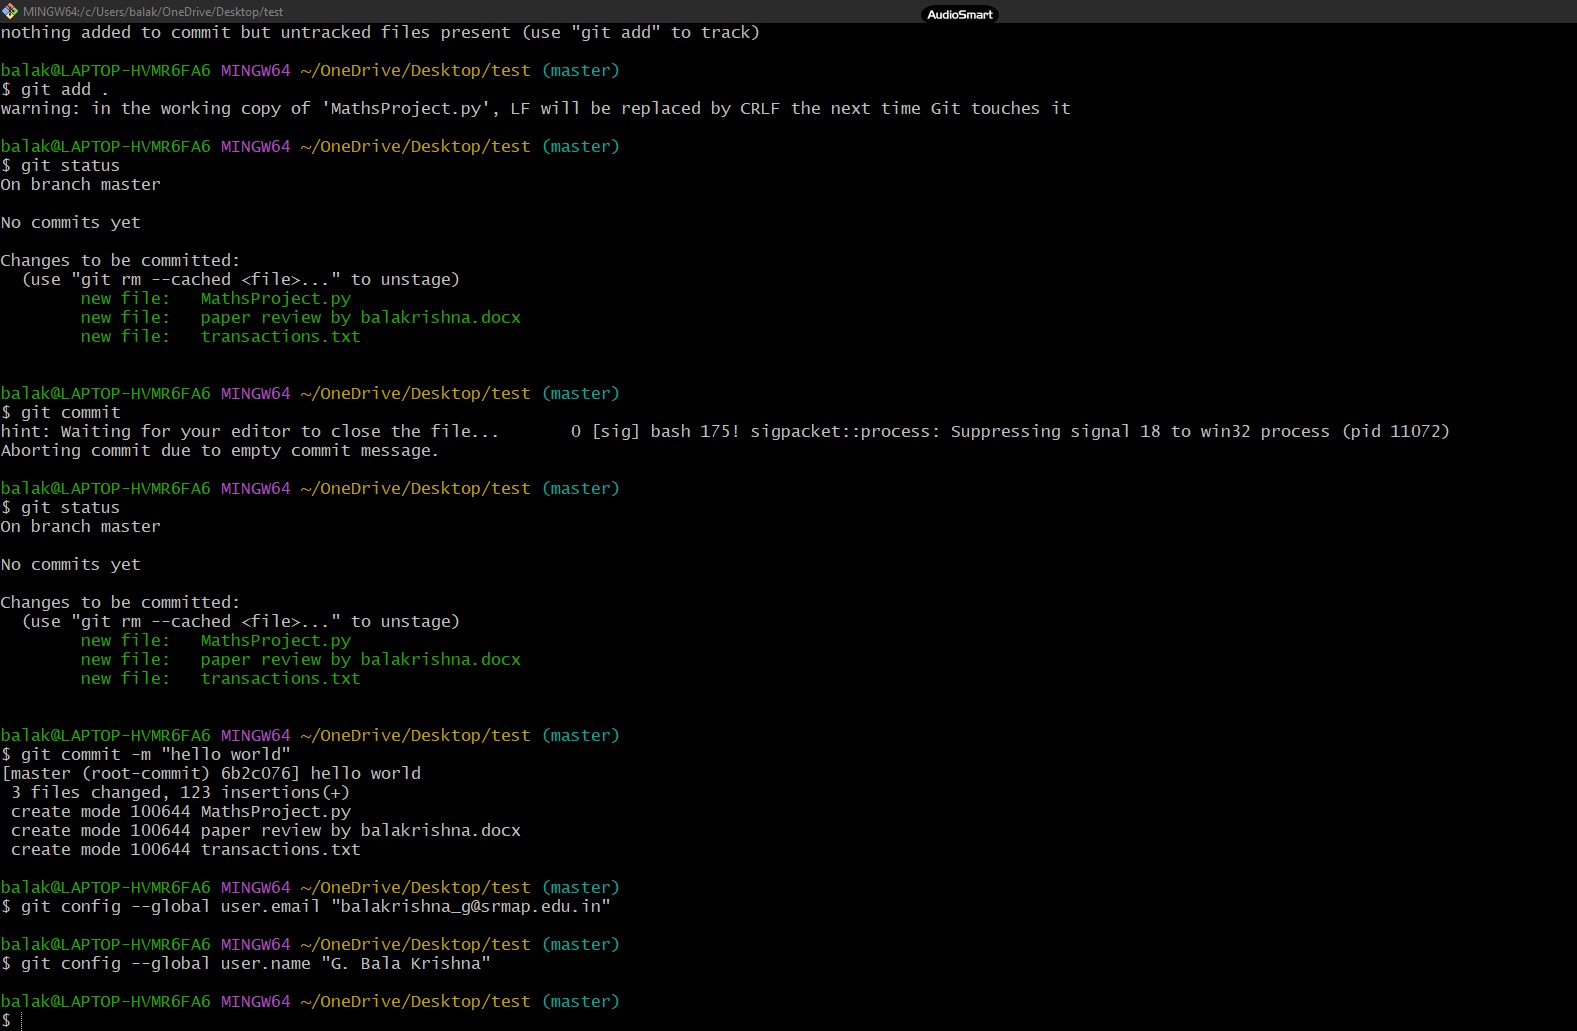 MINGW64:/c/Users/balak/OneDrive/Desktop/test
AudioSmart
nothing added to commit but untracked files present (use "git add" to track)
balak@LAPTOP-HVMR6FA6 MINGW64 ~/OneDrive/Desktop/test (master)
$ git add .
warning: in the working copy of 'MathsProject.py', LF will be replaced by CRLF the next time Git touches it
balak@LAPTOP-HVMR6FA6 MINGW64 ~/OneDrive/Desktop/test (master)
$ git status
On branch master
No commits yet
Changes to be committed:
  (use "git rm --cached <file>..." to unstage)
        new file:   MathsProject.py
        new file:   paper review by balakrishna.docx
        new file:   transactions.txt
balak@LAPTOP-HVMR6FA6 MINGW64 ~/OneDrive/Desktop/test (master)
$ git commit
hint: Waiting for your editor to close the file...       0 [sig] bash 175! sigpacket::process: Suppressing signal 18 to win32 process (pid 11072)
Aborting commit due to empty commit message.
balak@LAPTOP-HVMR6FA6 MINGW64 ~/OneDrive/Desktop/test (master)
$ git status
On branch master
No commits yet
Changes to be committed:
  (use "git rm --cached <file>..." to unstage)
        new file:   MathsProject.py
        new file:   paper review by balakrishna.docx
        new file:   transactions.txt
balak@LAPTOP-HVMR6FA6 MINGW64 ~/OneDrive/Desktop/test (master)
$ git commit -m "hello world"
[master (root-commit) 6b2c076] hello world
 3 files changed, 123 insertions(+)
 create mode 100644 MathsProject.py
 create mode 100644 paper review by balakrishna.docx
 create mode 100644 transactions.txt
balak@LAPTOP-HVMR6FA6 MINGW64 ~/OneDrive/Desktop/test (master)
$ git config --global user.email "balakrishna_g@srmap.edu.in"
balak@LAPTOP-HVMR6FA6 MINGW64 ~/OneDrive/Desktop/test (master)
$ git config --global user.name "G. Bala Krishna"
balak@LAPTOP-HVMR6FA6 MINGW64 ~/OneDrive/Desktop/test (master)
$